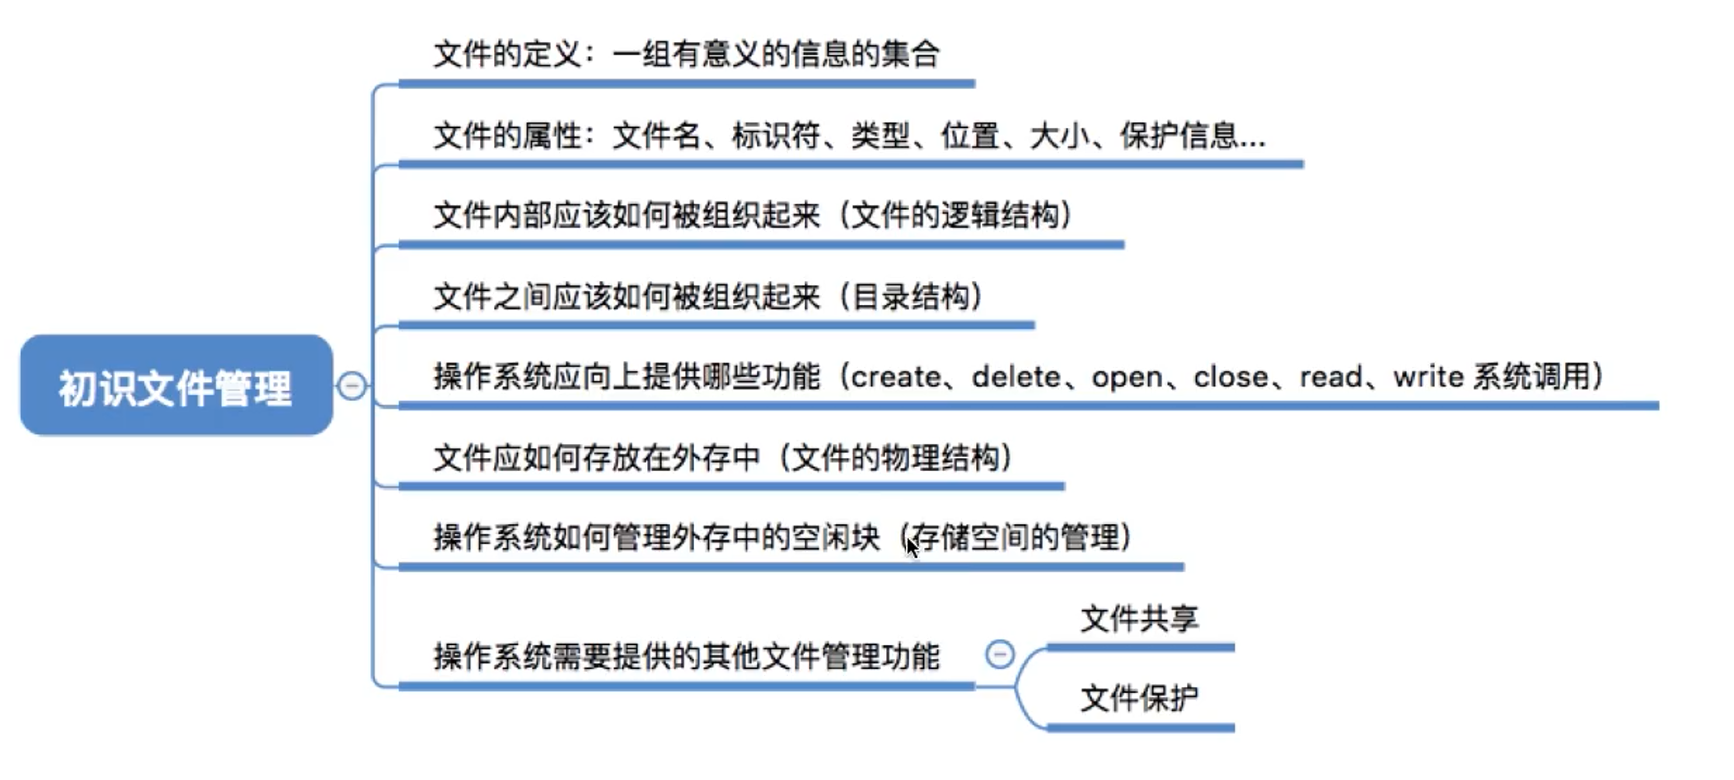 文件的定义：一组有意义的信息的集合
文件的属性：文件名、标识符、类型、位置、大小、保护信息...
文件内部应该如何被组织起来（文件的逻辑结构）
文件之间应该如何被组织起来（目录结构）
初识文件管理
操作系统应向上提供哪些功能（create、delete、open、close、read、write 系统调用）
文件应如何存放在外存中（文件的物理结构）
操作系统如何管理外存中的空闲块（存储空间的管理）
操作系统需要提供的其他文件管理功能
文件共享
文件保护